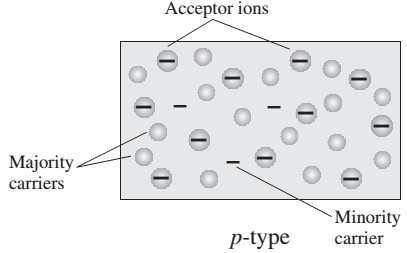 Acceptor ions
Majority
carriers
Minority
carrier
p-type